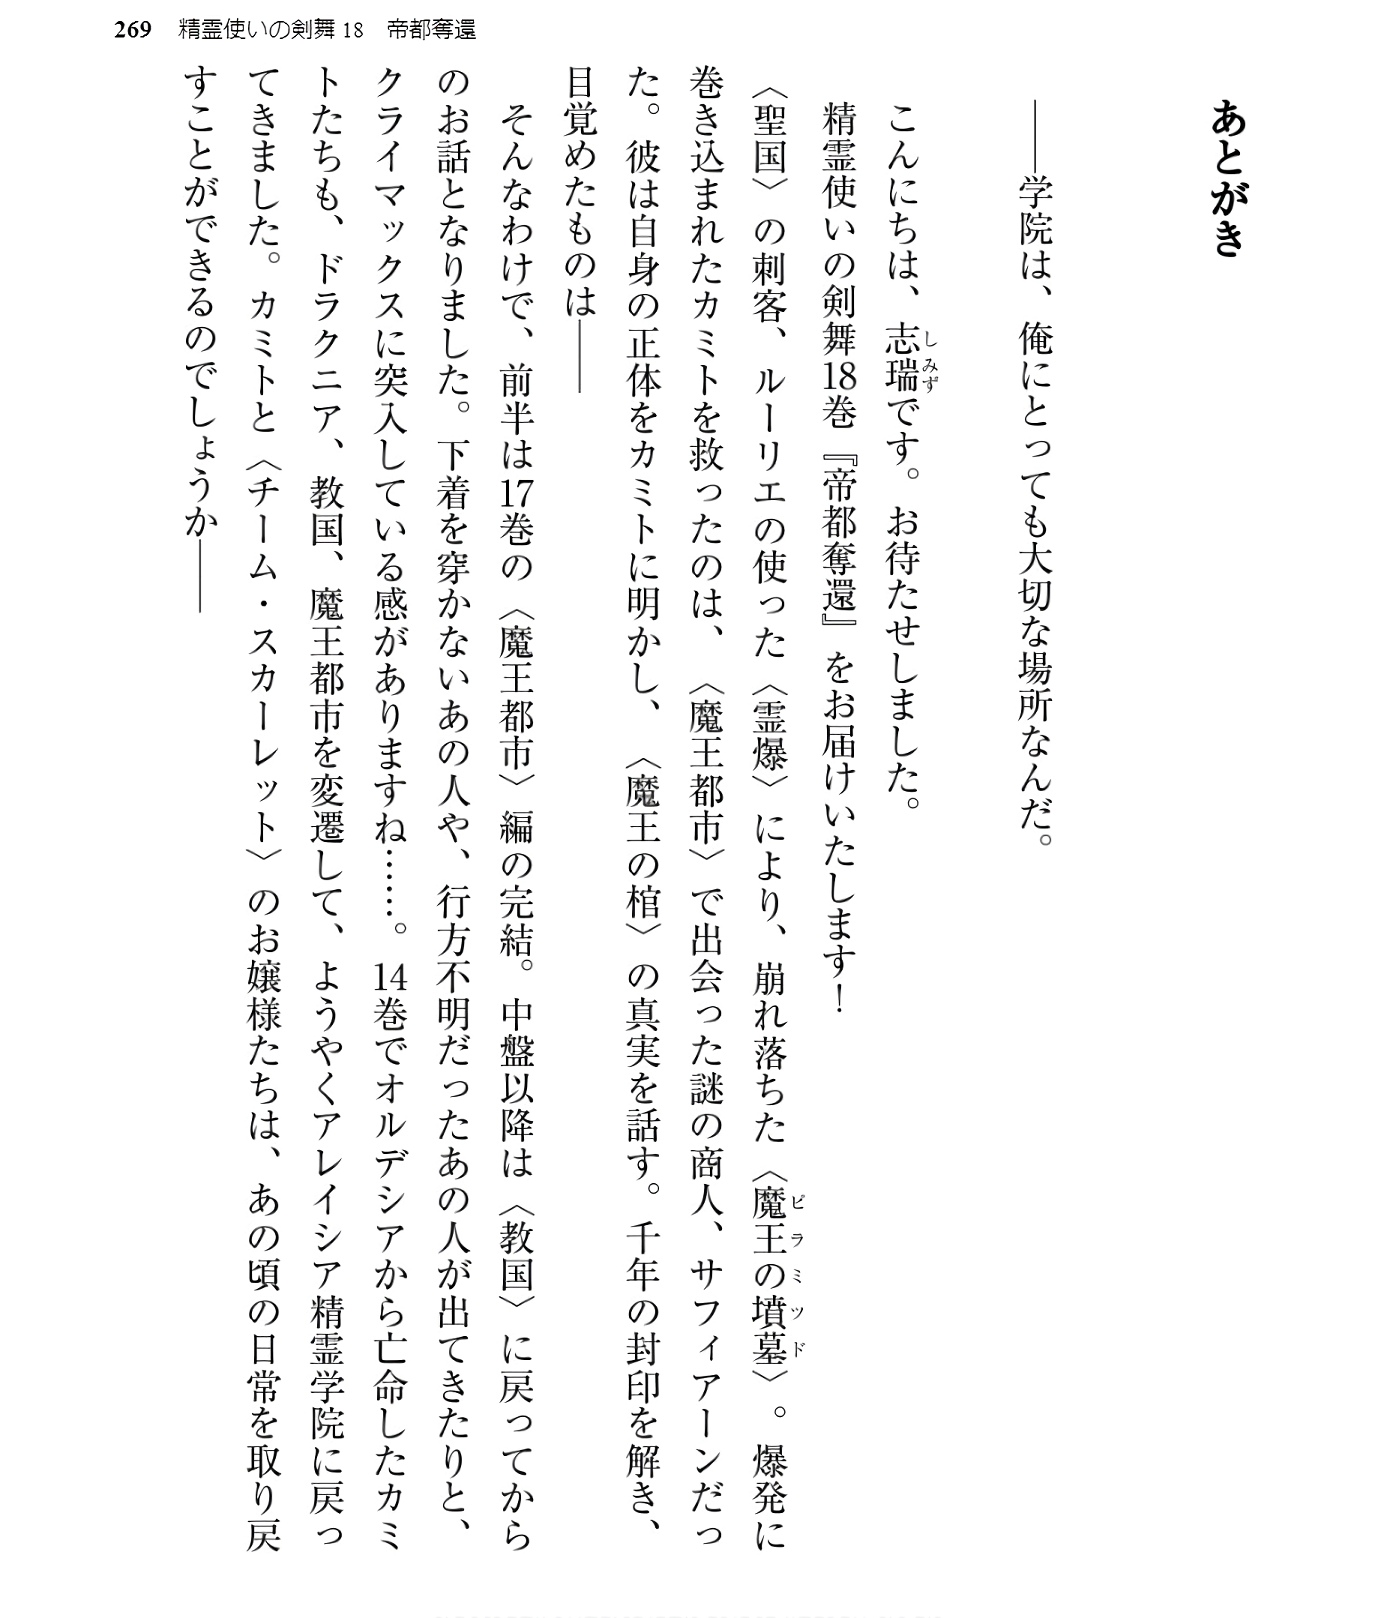 269 精霊使いの剣舞18 帝都奪還
あとがき
――学院は、俺にとっても大切な場所なんだ。
こんにちは、志瑞です。お待たせしました。
しみず
精霊使いの剣舞18巻『帝都奪還』をお届けいたします！
〈聖国〉の刺客、ルーリエの使った〈霊爆〉により、崩れ落ちた〈魔王の墳墓〉。爆発に
ピラミツド
巻き込まれたカミトを救ったのは、〈魔王都市〉で出会った謎の商人、サフィアーンだっ
た。彼は自身の正体をカミトに明かし、〈魔王の棺〉の真実を話す。千年の封印を解き、
目覚めたものは――
そんなわけで、前半は17巻の〈魔王都市〉編の完結。中盤以降は〈教国〉に戻ってから
のお話となりました。下着を穿かないあの人や、行方不明だったあの人が出てきたりと、
クライマックスに突入している感がありますね……。14巻でオルデシアから亡命したカミ
トたちも、ドラクニア、教国、魔王都市を変遷して、ようやくアレイシア精霊学院に戻っ
てきました。カミトと〈チーム・スカーレット〉のお嬢様たちは、あの頃の日常を取り戻
すことができるのでしょうか――